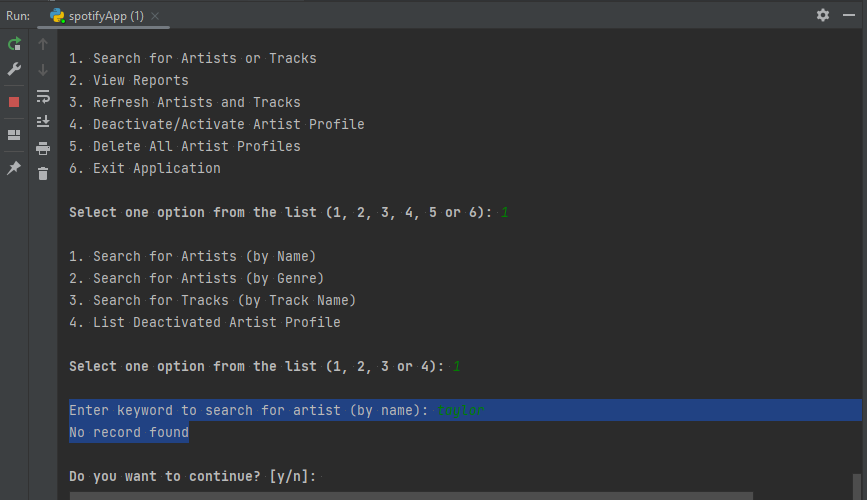 Run: spotifyApp (1)
1. Search for Artists or Tracks
2. View Reports
3. Refresh Artists and Tracks
4. Deactivate/Activate Artist Profile
5. Delete All Artist Profiles
6. Exit Application
Select one option from the list (1, 2, 3, 4, 5 or 6): 1
1. Search for Artists (by Name)
2. Search for Artists (by Genre)
3. Search for Tracks (by Track Name)
4. List Deactivated Artist Profile
Select one option from the list (1, 2, 3 or 4): 1
Enter keyword to search for artist (by name): taylor
No record found
Do you want to continue? [y/n]: